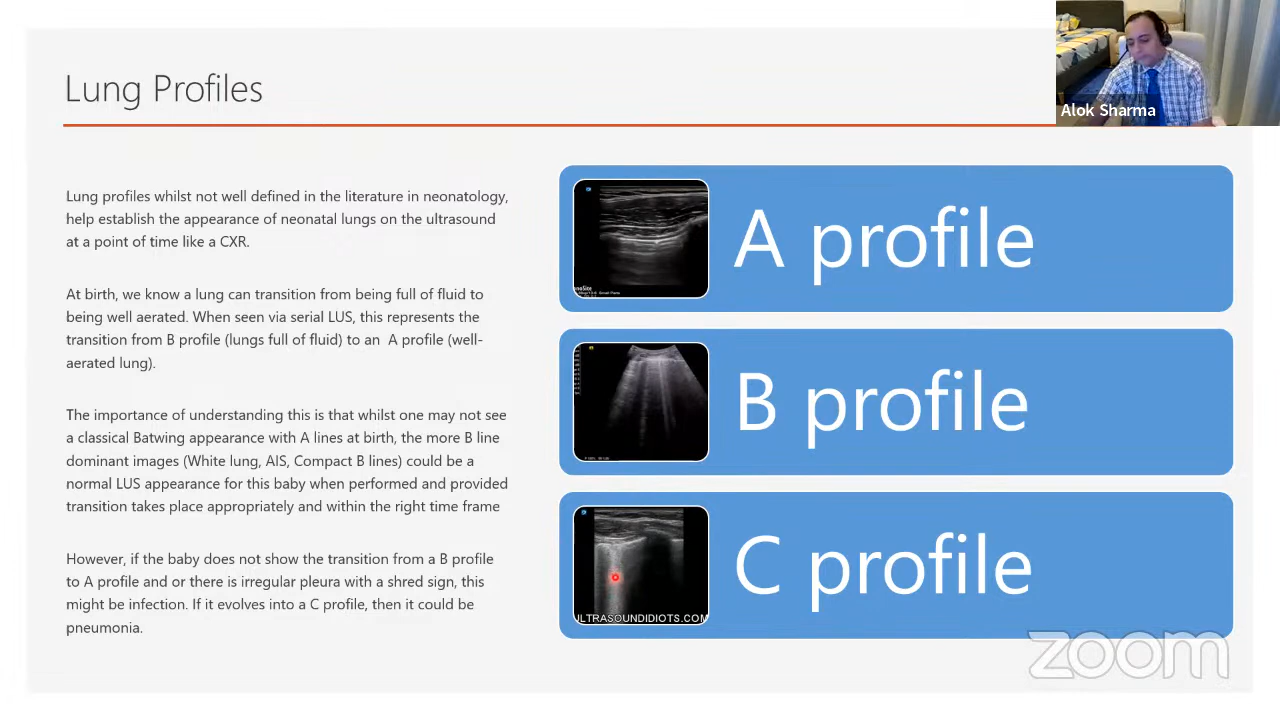 Lung Profiles
Alok Sharma
Lung profiles whilst not well defined in the literature in neonatology,
help establish the appearance of neonatal lungs on the ultrasound
at a point of time like a CXR.
At birth, we know a lung can transition from being full of fluid to
being well aerated. When seen via serial LUS, this represents the
transition from B profile (lungs full of fluid) to an A profile (well-
aerated lung).
The importance of understanding this is that whilst one may not see
a classical Batwing appearance with A lines at birth, the more B line
dominant images (White lung, AIS, Compact B lines) could be a
normal LUS appearance for this baby when performed and provided
transition takes place appropriately and within the right time frame
However, if the baby does not show the transition from a B profile
to A profile and or there is irregular pleura with a shred sign, this
might be infection. If it evolves into a C profile, then it could be
pneumonia.
A profile
B profile
C profile
ULTRASOUNDIDIOTS.COM
zoom